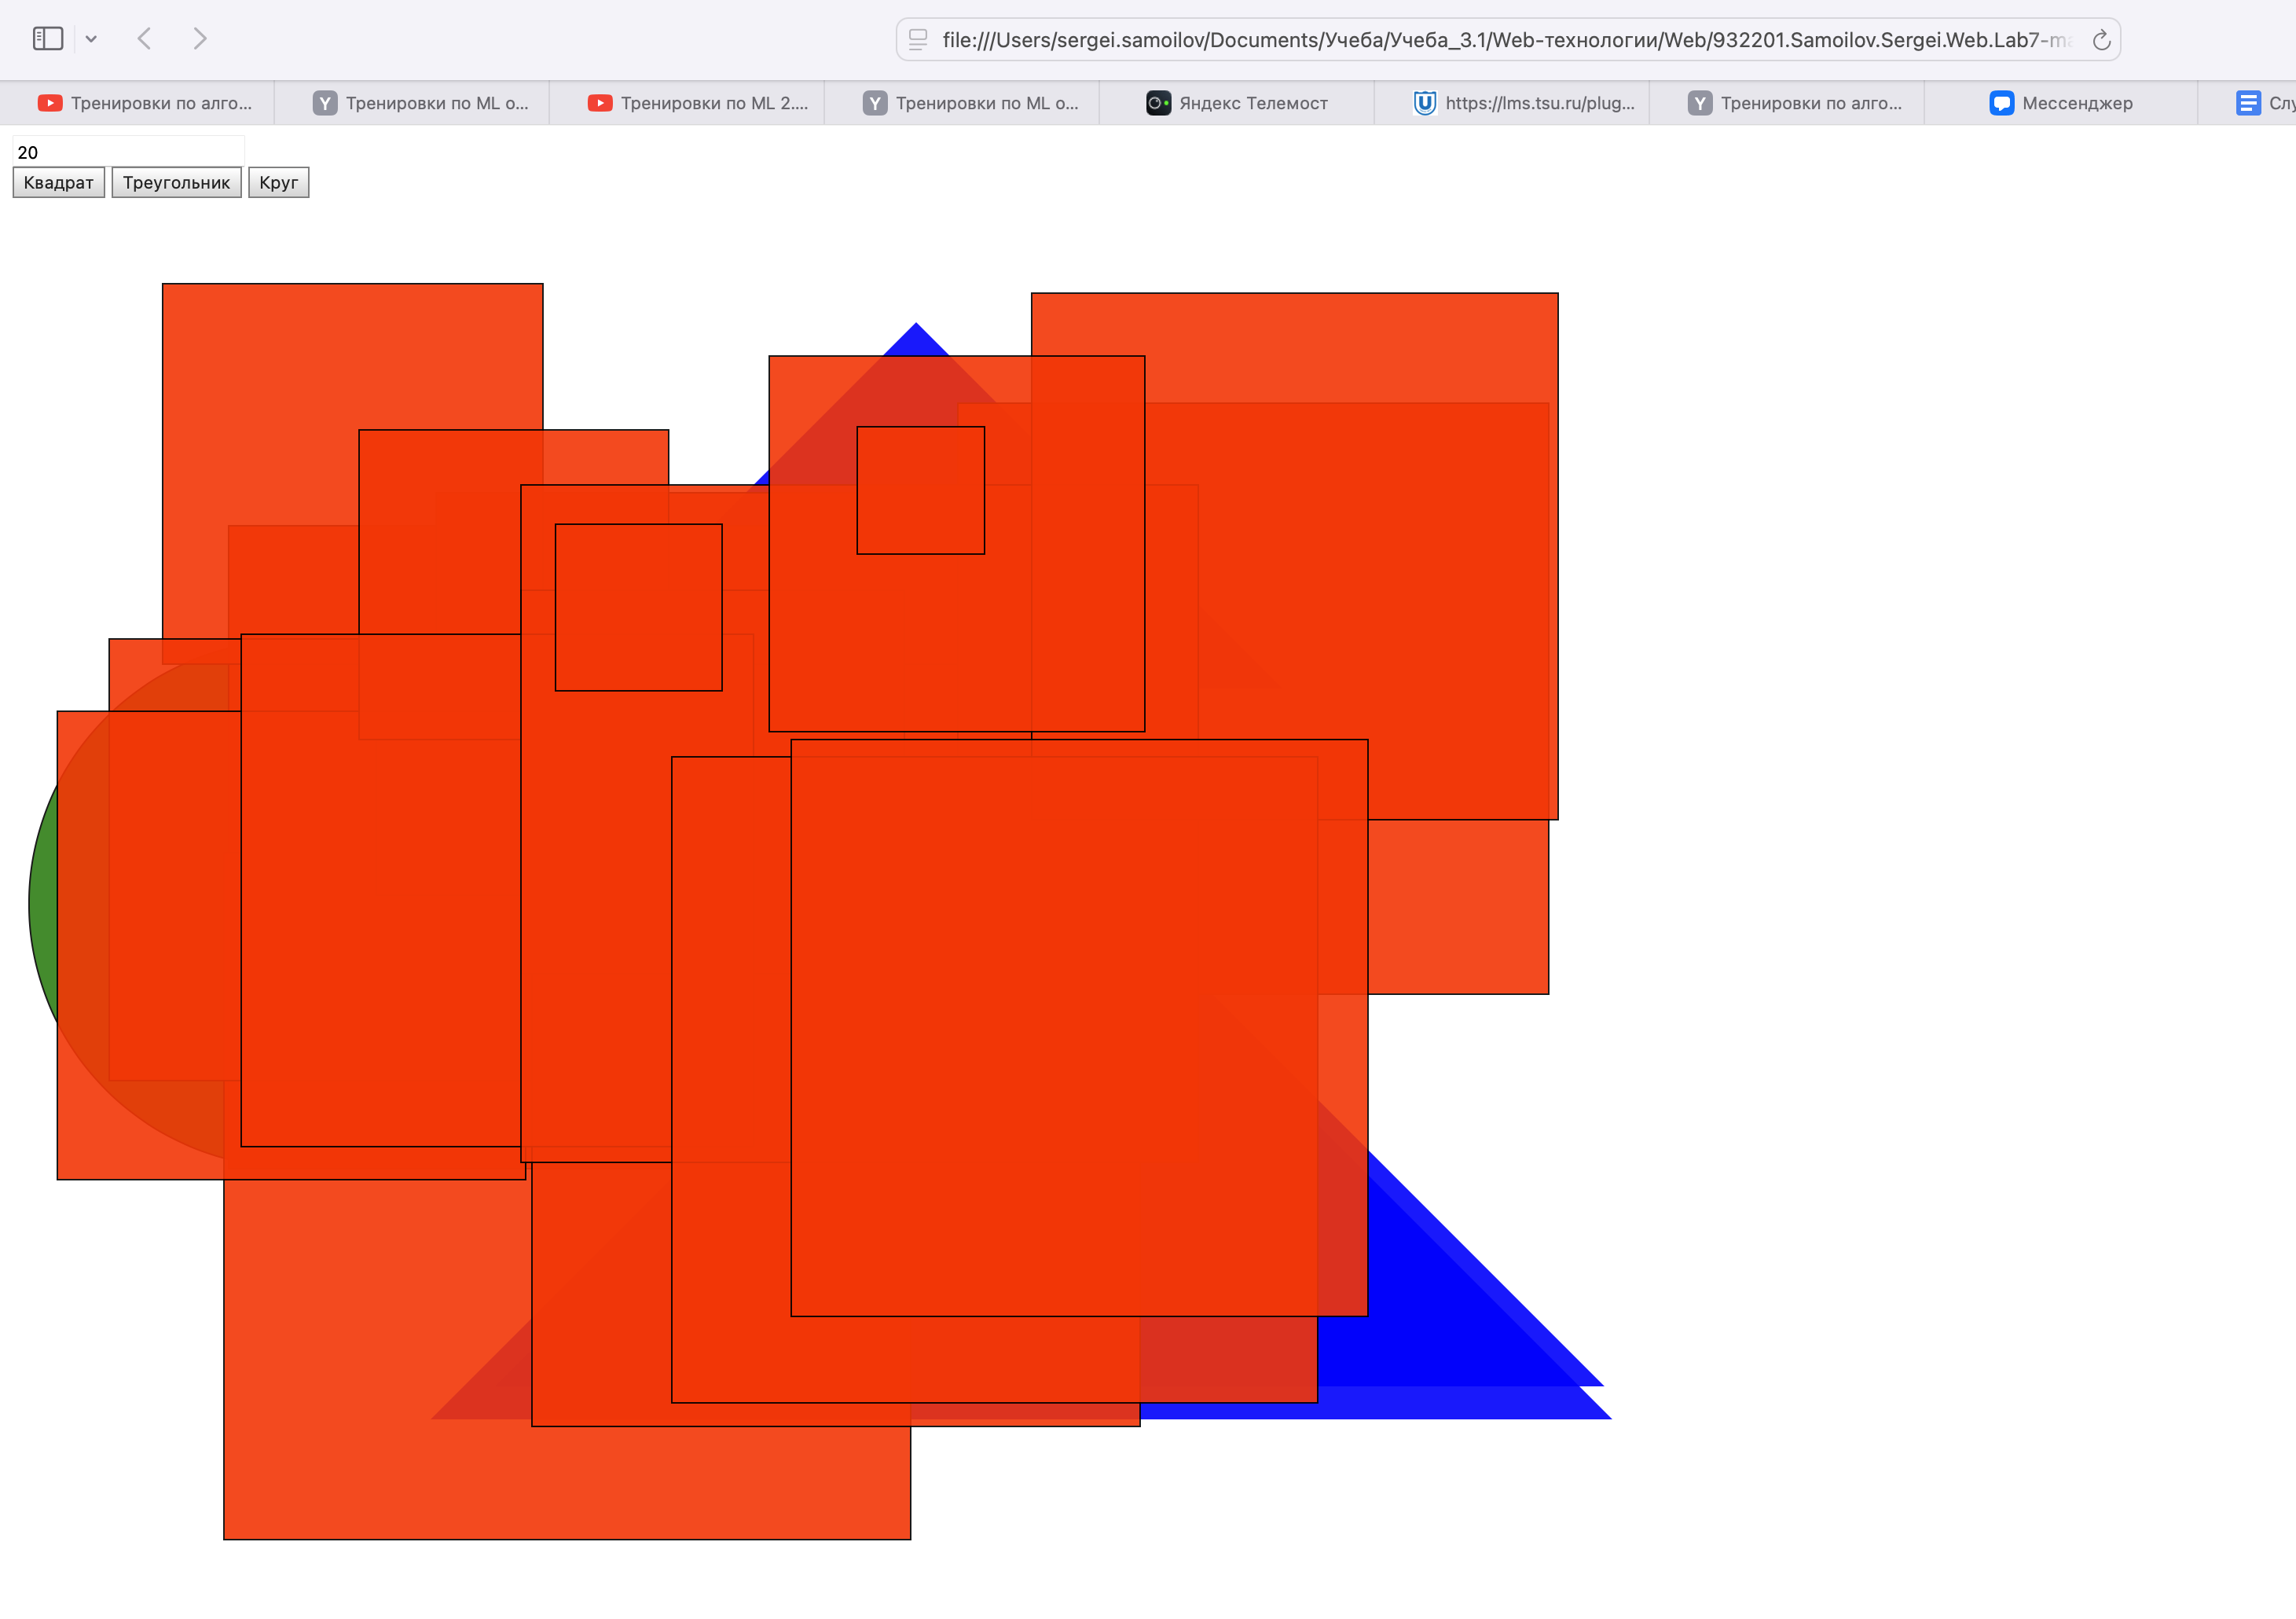 file:///Users/sergei.samoilov/Documents/Учеба/Учеба_3.1/Web-технологии/Web/932201.Samoilov.Sergei.Web.Lab7-ma
Тренировки по алго... Тренировки по ML о... Тренировки по ML 2.... Тренировки по ML о... Яндекс Телемост https://lms.tsu.ru/plug... Тренировки по алго... Мессенджер Слу
20
Квадрат Треугольник Круг